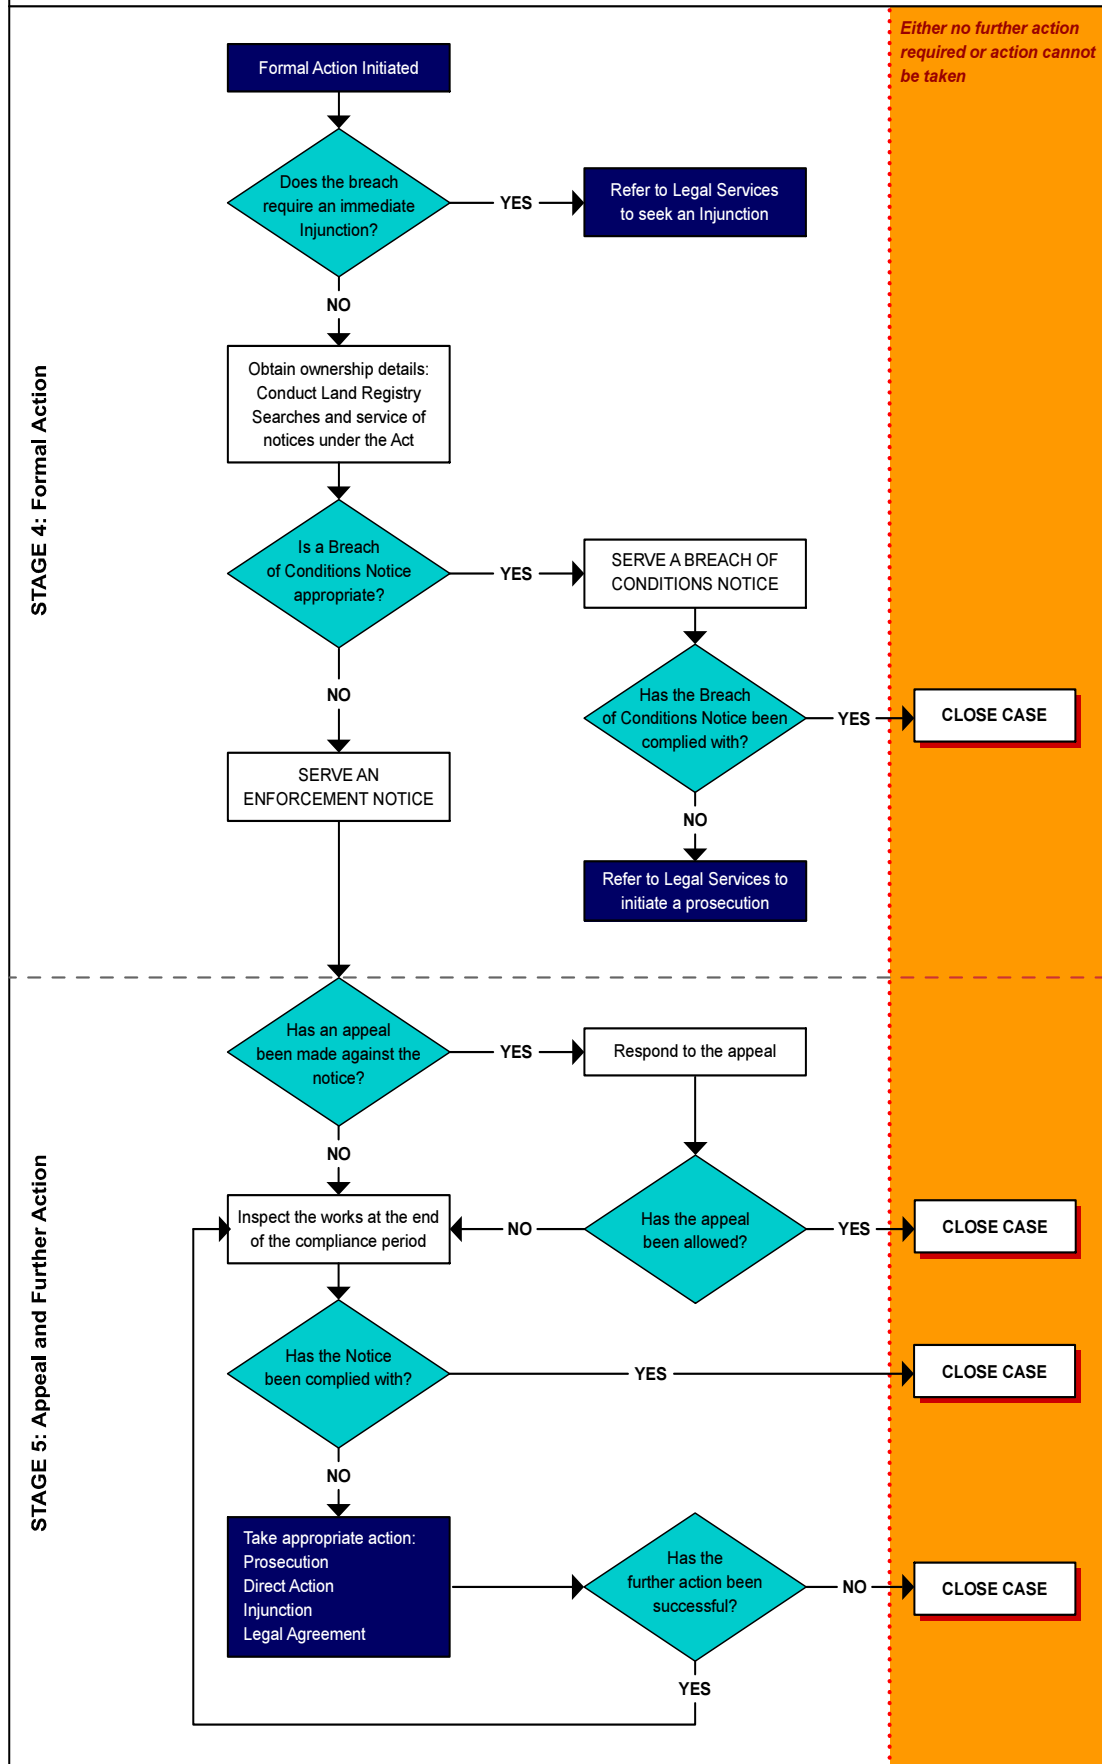 Either no further action
required or action cannot
be taken
Formal Action Initiated
Does the breach
require an immediate
Injunction?
YES
Refer to Legal Services
to seek an Injunction
NO
STAGE 4: Formal Action
Obtain ownership details:
Conduct Land Registry
Searches and service of
notices under the Act
Is a Breach
of Conditions Notice
appropriate?
YES
SERVE A BREACH OF
CONDITIONS NOTICE
NO
Has the Breach
of Conditions Notice been
complied with?
YES
CLOSE CASE
SERVE AN
ENFORCEMENT NOTICE
NO
Refer to Legal Services to
initiate a prosecution
STAGE 5: Appeal and Further Action
Has an appeal
been made against the
notice?
YES
Respond to the appeal
NO
Inspect the works at the end
of the compliance period
NO
Has the appeal
been allowed?
YES
CLOSE CASE
Has the Notice
been complied with?
YES
CLOSE CASE
NO
Take appropriate action:
Prosecution
Direct Action
Injunction
Legal Agreement
Has the
further action been
successful?
NO
CLOSE CASE
YES